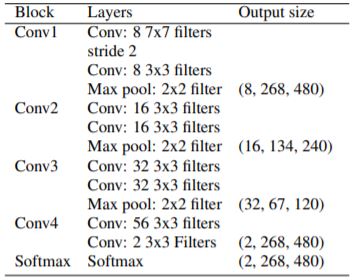 Block Layers Output size
Conv1 Conv: 8 7x7 filters
stride 2
Conv: 8 3x3 filters
Max pool: 2x2 filter (8, 268, 480)
Conv2 Conv: 16 3x3 filters
Conv: 16 3x3 filters
Max pool: 2x2 filter (16, 134, 240)
Conv3 Conv: 32 3x3 filters
Conv: 32 3x3 filters
Max pool: 2x2 filter (32, 67, 120)
Conv4 Conv: 56 3x3 filters
Conv: 2 3x3 Filters (2, 268, 480)
Softmax Softmax (2, 268, 480)